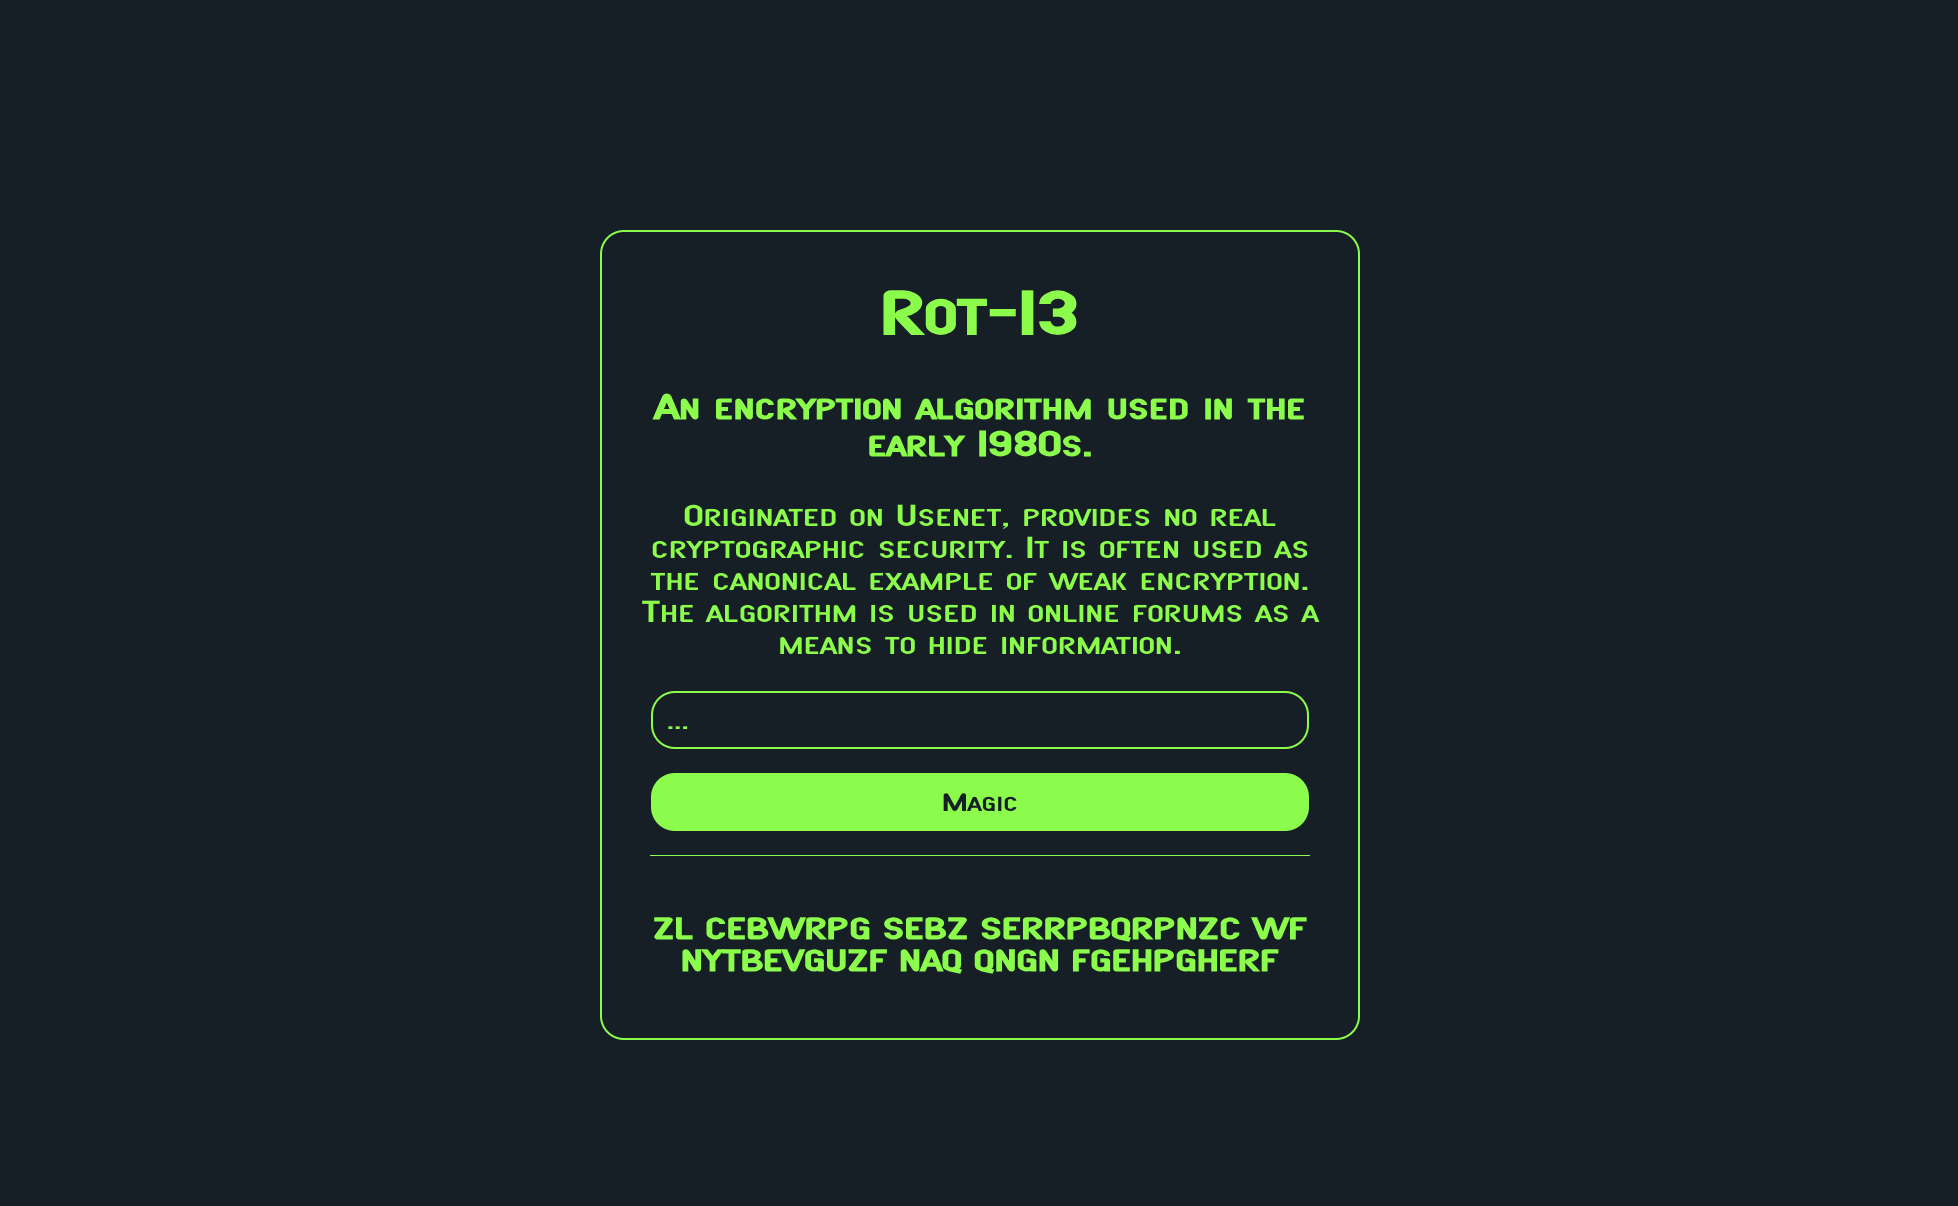 Rot-13
An encryption algorithm used in the
early 1980s.
Originated on Usenet, provides no real
cryptographic security. It is often used as
the canonical example of weak encryption.
The algorithm is used in online forums as a
means to hide information.
...
Magic
zl cebwrpg sebz serrpbqrpnzc wf
nytbevguzf naq qngn fgehpgherf